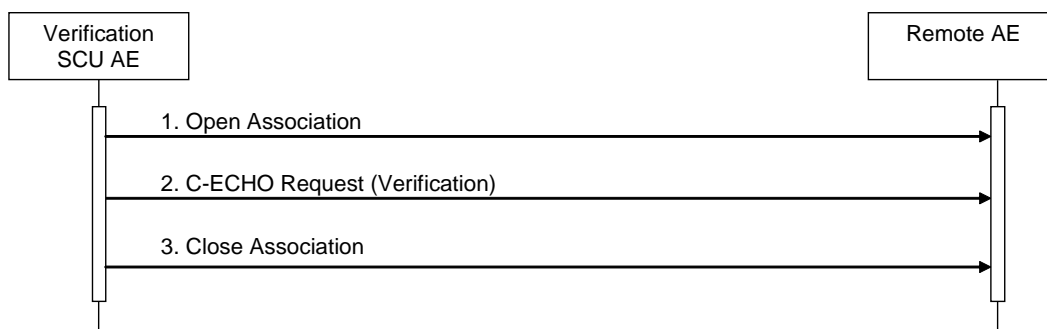 Verification
SCU AE
Remote AE
1. Open Association
2. C-ECHO Request (Verification)
3. Close Association